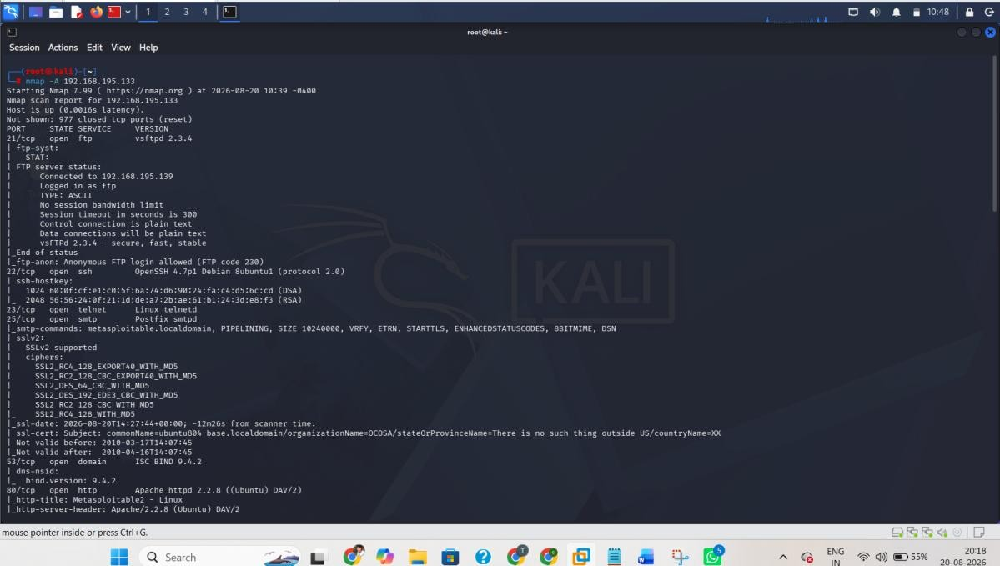 1 2 3 4
10:48
root@kali: ~
Session Actions Edit View Help
┌──(root㉿kali)-[~]
└─# nmap -A 192.168.195.133
Starting Nmap 7.99 ( https://nmap.org ) at 2026-08-20 10:39 -0400
Nmap scan report for 192.168.195.133
Host is up (0.0016s latency).
Not shown: 977 closed tcp ports (reset)
PORT     STATE SERVICE     VERSION
21/tcp   open  ftp         vsftpd 2.3.4
| ftp-syst:
|   STAT:
| FTP server status:
|      Connected to 192.168.195.139
|      Logged in as ftp
|      TYPE: ASCII
|      No session bandwidth limit
|      Session timeout in seconds is 300
|      Control connection is plain text
|      Data connections will be plain text
|      vsFTPd 2.3.4 - secure, fast, stable
|_End of status
|_ftp-anon: Anonymous FTP login allowed (FTP code 230)
22/tcp   open  ssh         OpenSSH 4.7p1 Debian 8ubuntu1 (protocol 2.0)
| ssh-hostkey:
|   1024 60:0f:cf:e1:c0:5f:6a:74:d6:90:24:fa:c4:d5:6c:cd (DSA)
|_  2048 56:56:24:0f:21:1d:de:a7:2b:ae:61:b1:24:3d:e8:f3 (RSA)
23/tcp   open  telnet      Linux telnetd
25/tcp   open  smtp        Postfix smtpd
|_smtp-commands: metasploitable.localdomain, PIPELINING, SIZE 10240000, VRFY, ETRN, STARTTLS, ENHANCEDSTATUSCODES, 8BITMIME, DSN
| sslv2:
|   SSLv2 supported
|   ciphers:
|     SSL2_RC4_128_EXPORT40_WITH_MD5
|     SSL2_RC2_128_CBC_EXPORT40_WITH_MD5
|     SSL2_DES_64_CBC_WITH_MD5
|     SSL2_DES_192_EDE3_CBC_WITH_MD5
|     SSL2_RC2_128_CBC_WITH_MD5
|_    SSL2_RC4_128_WITH_MD5
|_ssl-date: 2026-08-20T14:27:44+00:00; -12m26s from scanner time.
| ssl-cert: Subject: commonName=ubuntu804-base.localdomain/organizationName=OCOSA/stateOrProvinceName=There is no such thing outside US/countryName=XX
| Not valid before: 2010-03-17T14:07:45
|_Not valid after:  2010-04-16T14:07:45
53/tcp   open  domain      ISC BIND 9.4.2
| dns-nsid:
|_  bind.version: 9.4.2
80/tcp   open  http        Apache httpd 2.2.8 ((Ubuntu) DAV/2)
|_http-title: Metasploitable2 - Linux
|_http-server-header: Apache/2.2.8 (Ubuntu) DAV/2
KALI
mouse pointer inside or press Ctrl+G.
Search
T
5
ENG
IN
55%
20:18
20-08-2026